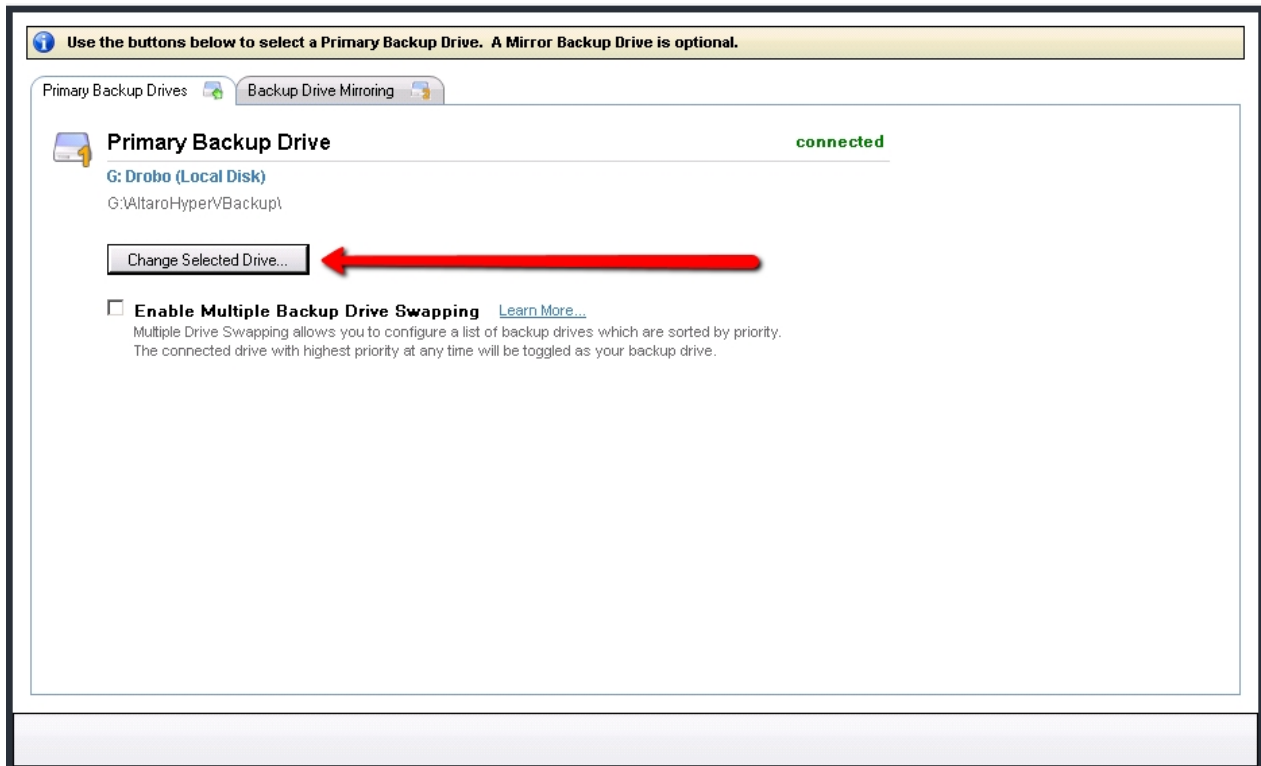 Use the buttons below to select a Primary Backup Drive. A Mirror Backup Drive is optional.
Primary Backup Drives
Backup Drive Mirroring
Primary Backup Drive
connected
G: Drobo (Local Disk)
G:\AltaroHyperVBackup\
Change Selected Drive...
Enable Multiple Backup Drive Swapping Learn More...
Multiple Drive Swapping allows you to configure a list of backup drives which are sorted by priority.
The connected drive with highest priority at any time will be toggled as your backup drive.